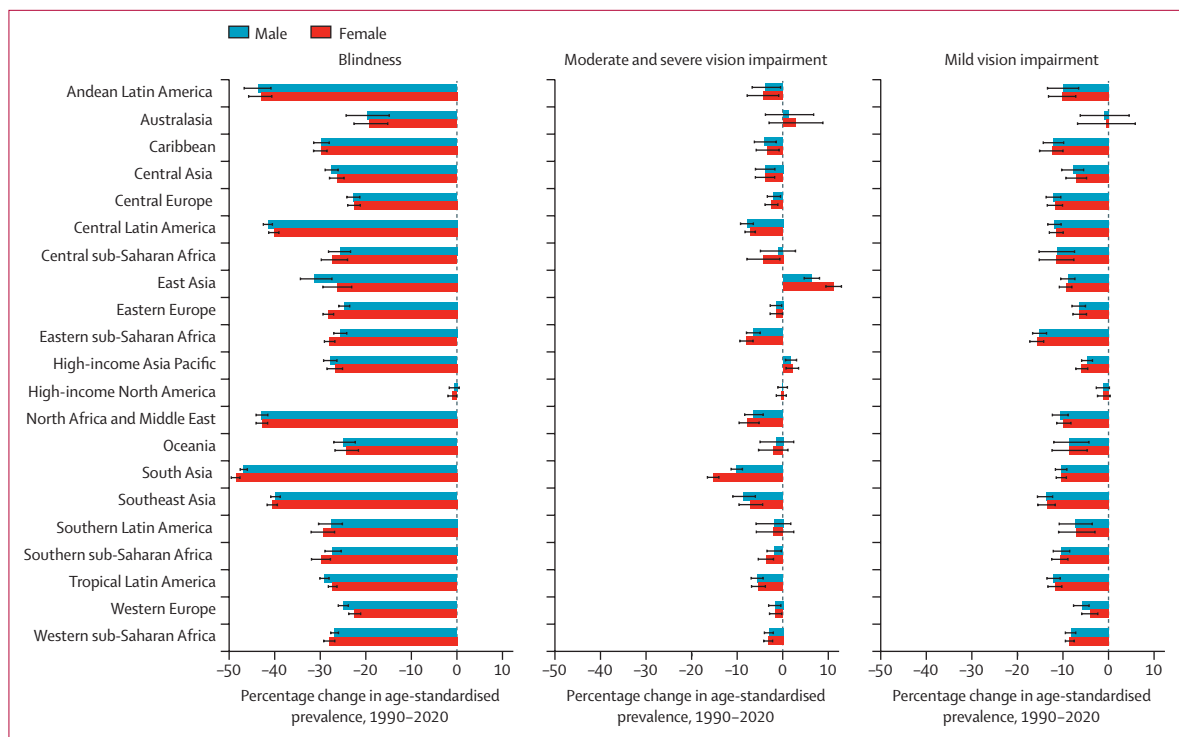 Male Female
Blindness Moderate and severe vision impairment Mild vision impairment
Andean Latin America
Australasia
Caribbean
Central Asia
Central Europe
Central Latin America
Central sub-Saharan Africa
East Asia
Eastern Europe
Eastern sub-Saharan Africa
High-income Asia Pacific
High-income North America
North Africa and Middle East
Oceania
South Asia
Southeast Asia
Southern Latin America
Southern sub-Saharan Africa
Tropical Latin America
Western Europe
Western sub-Saharan Africa
−50 −40 −30 −20 −10 0 10 −50 −40 −30 −20 −10 0 10 −50 −40 −30 −20 −10 0 10
Percentage change in age-standardised Percentage change in age-standardised Percentage change in age-standardised
prevalence, 1990–2020 prevalence, 1990–2020 prevalence, 1990–2020